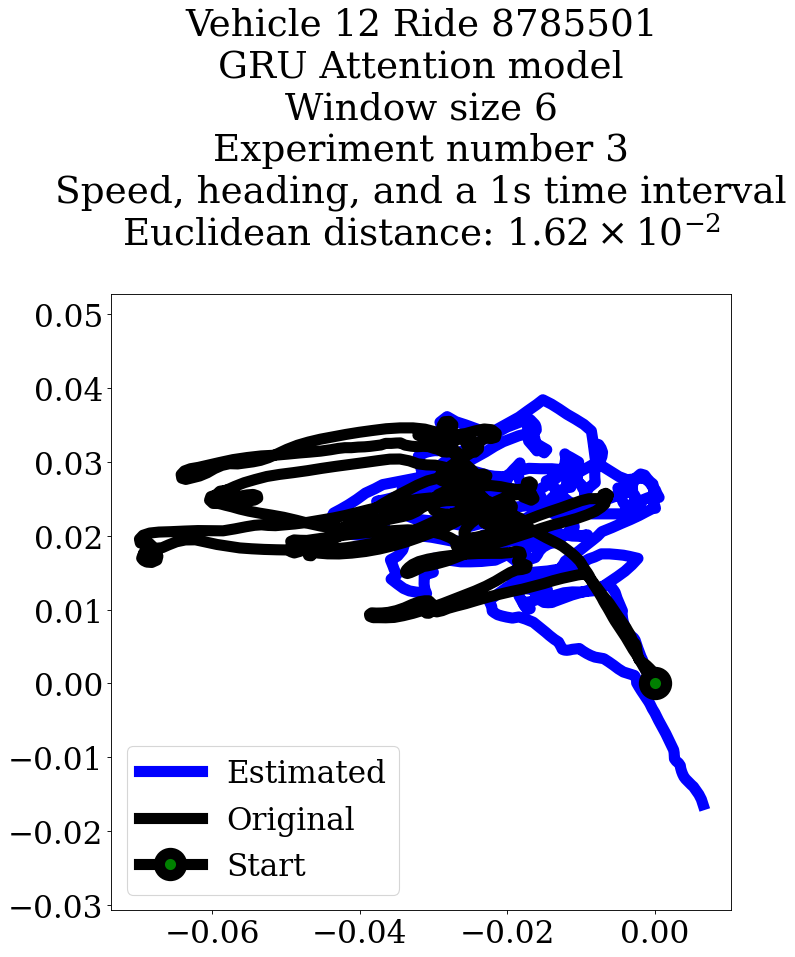 Vehicle 12 Ride 8785501
GRU Attention model
Window size 6
Experiment number 3
Speed, heading, and a 1s time interval
Euclidean distance: 1.62 × 10⁻²
0.05
0.04
0.03
0.02
0.01
0.00
−0.01
−0.02
−0.03
Estimated
Original
Start
−0.06 −0.04 −0.02 0.00